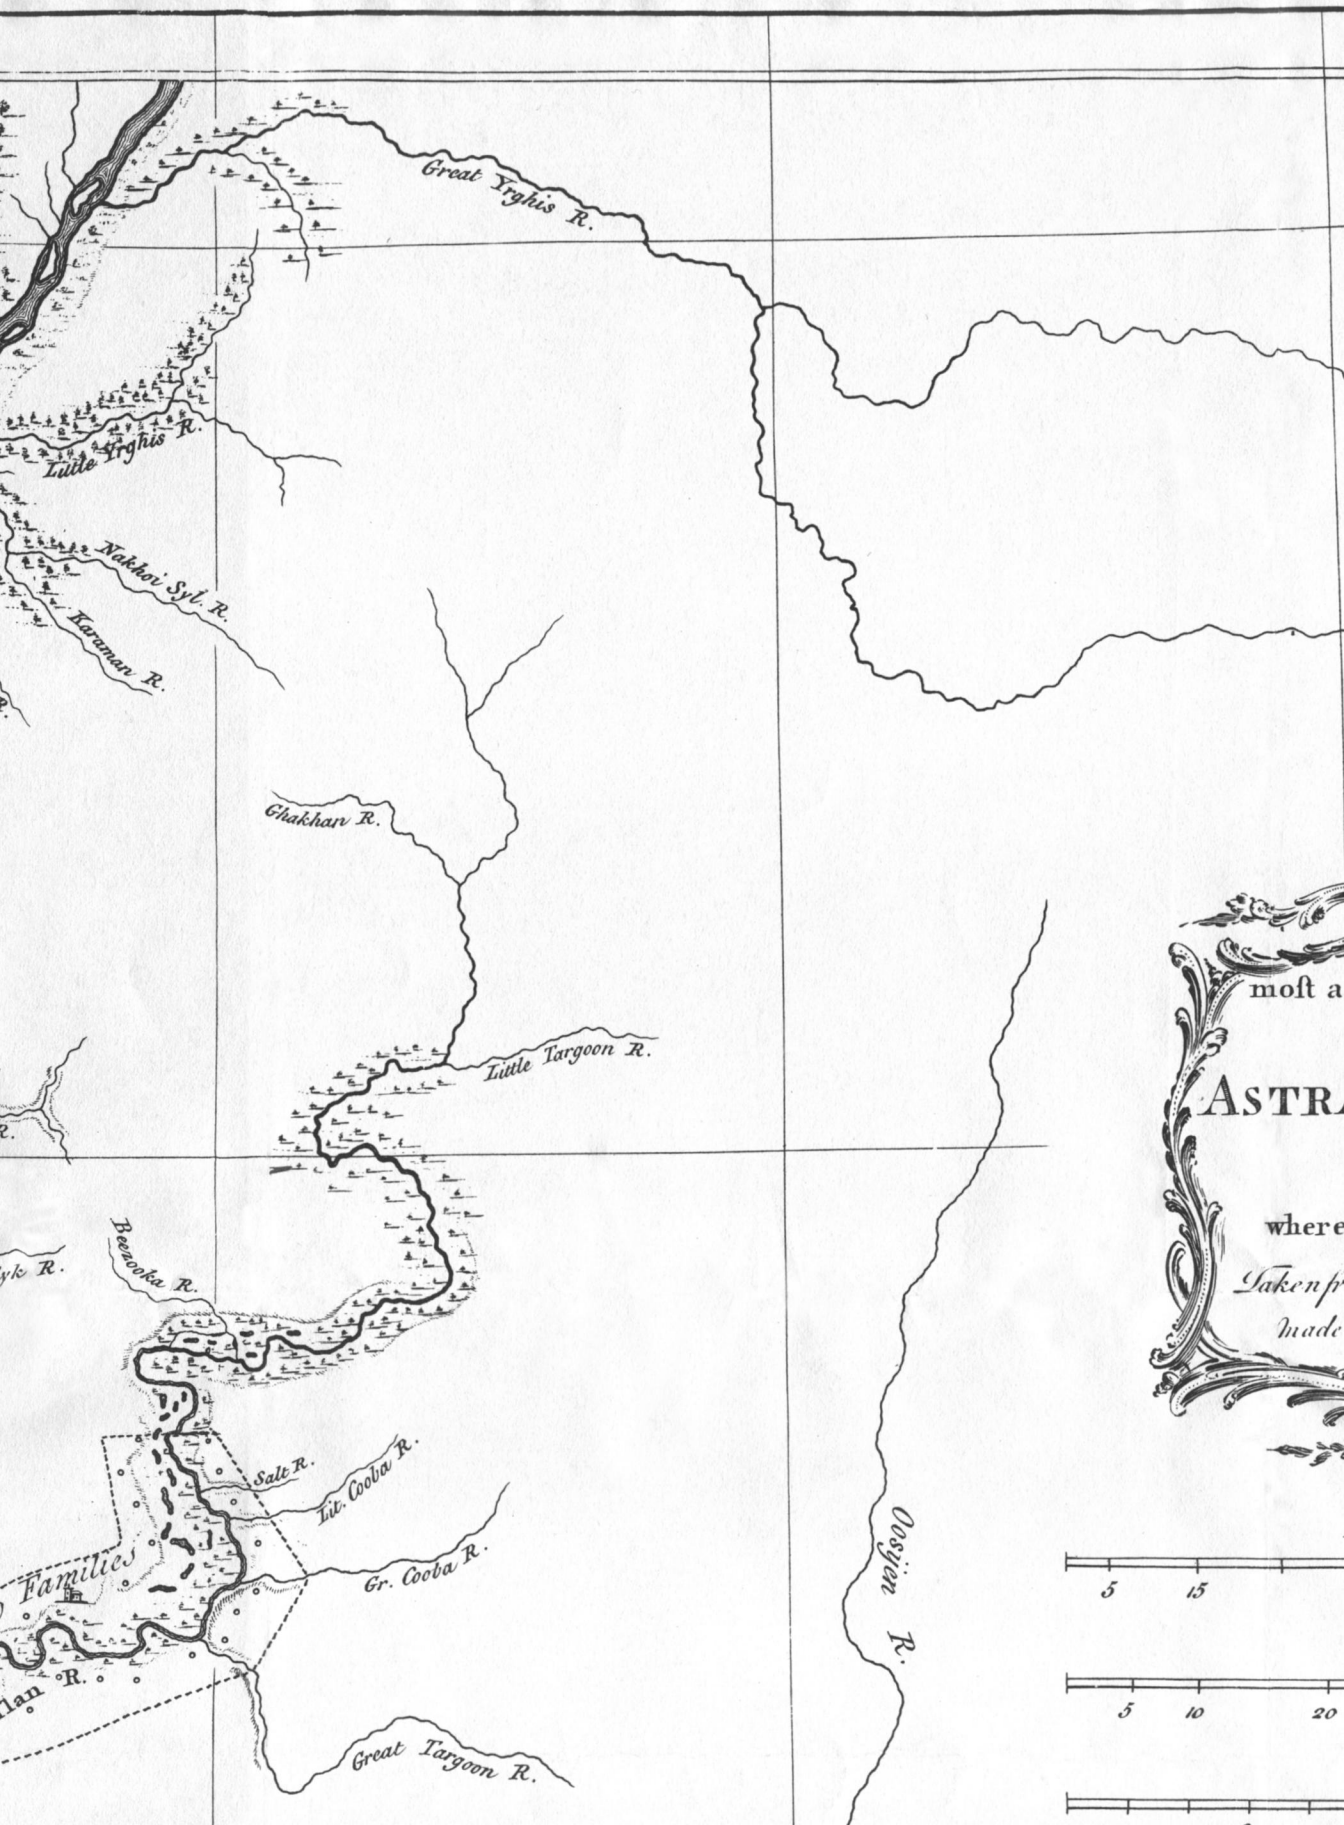 Great Yrghis R.
Little Yrghis R.
Nakhoi Syl. R.
Karaman R.
R.
Ghakhan R.
most a
ASTRA
Little Targoon R.
R.
where
Beezooka R.
yk R.
Taken fr
made
Salt R.
Lit. Cooba R.
Oosjien R.
Families
Gr. Cooba R.
5 15
lan R.
5 10 20
Great Targoon R.